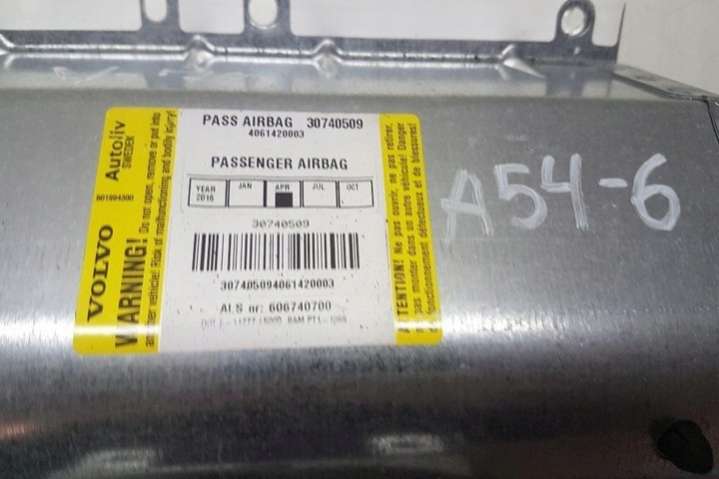 PASS AIRBAG 30740509
4061420003
PASSENGER AIRBAG
YEAR JAN APR JUL OCT
2016
30740509
307405094061420003
ALS nr: 606740700
VOLVO
Autoliv
SWEDEN
601894300
WARNING! Do not open, remove or put into
another vehicle! Risk of malfunctioning and bodily injury!
ATTENTION! Ne pas ouvrir, ne pas retirer,
pas monter dans un autre véhicule! Danger
fonctionnement défectueux et de blessures!
A54-6